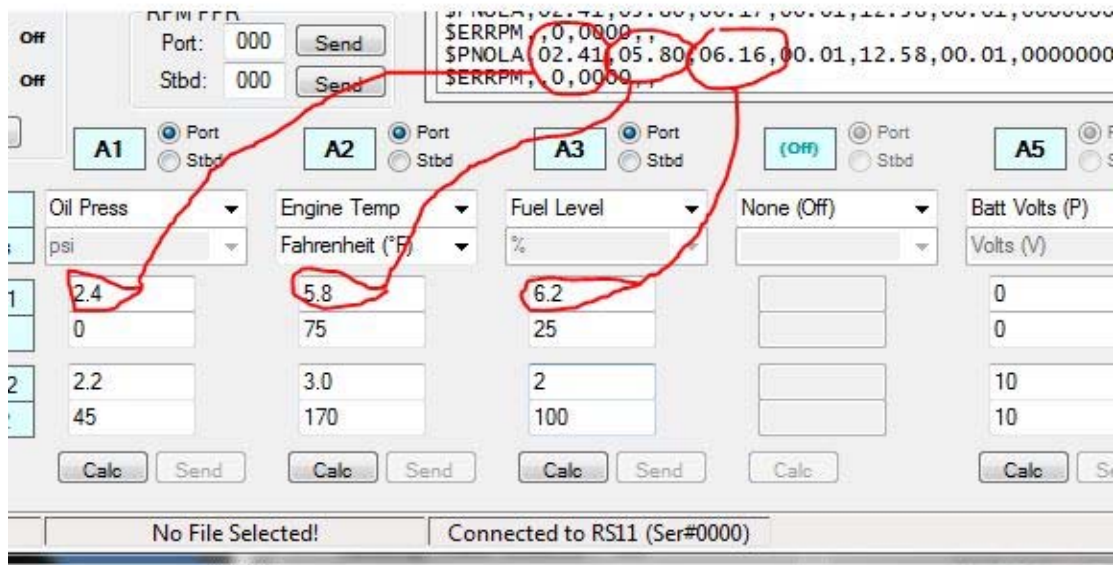 RPM PPR
Off
Port: 000 Send
Off
Stbd: 000 Send
$ERRPM,,0,0000,,
$PNOLA,02.41,05.80,06.16,00.01,12.58,00.01,0000000
$ERRPM,,0,0000,,
A1 Port
Stbd
A2 Port
Stbd
A3 Port
Stbd
(Off) Port
Stbd
A5
Oil Press Engine Temp Fuel Level None (Off) Batt Volts (P)
psi Fahrenheit (°F) % Volts (V)
2.4 5.8 6.2 0
0 75 25 0
2.2 3.0 2 10
45 170 100 10
Calc Send Calc Send Calc Send Calc Calc
No File Selected! Connected to RS11 (Ser#0000)